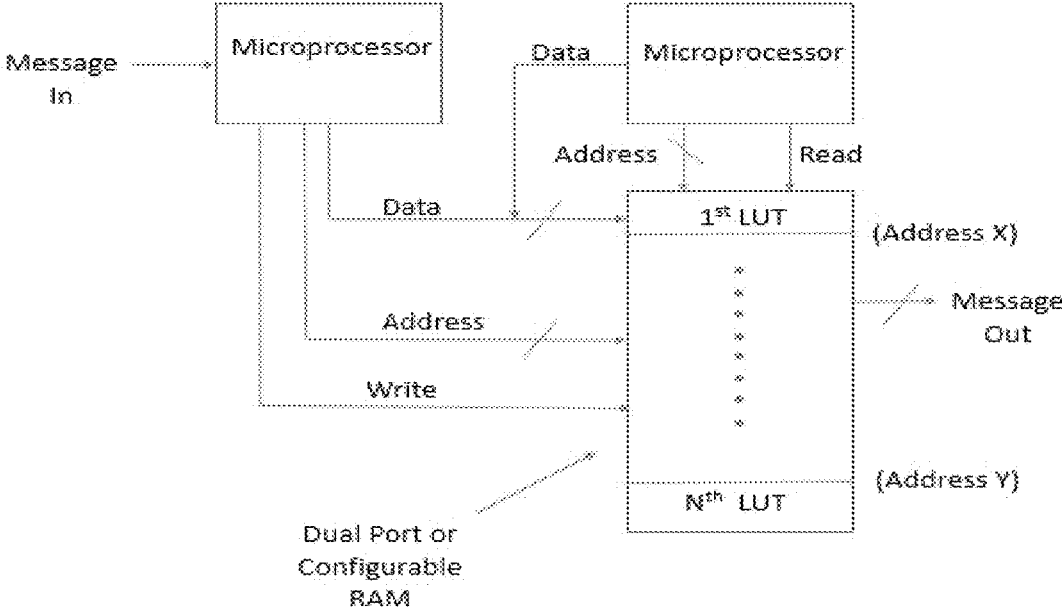 Microprocessor
Data
Microprocessor
Message
In
Address
Read
Data
1st LUT
(Address X)
Message
Out
Address
Write
(Address Y)
Nth LUT
Dual Port or
Configurable
RAM